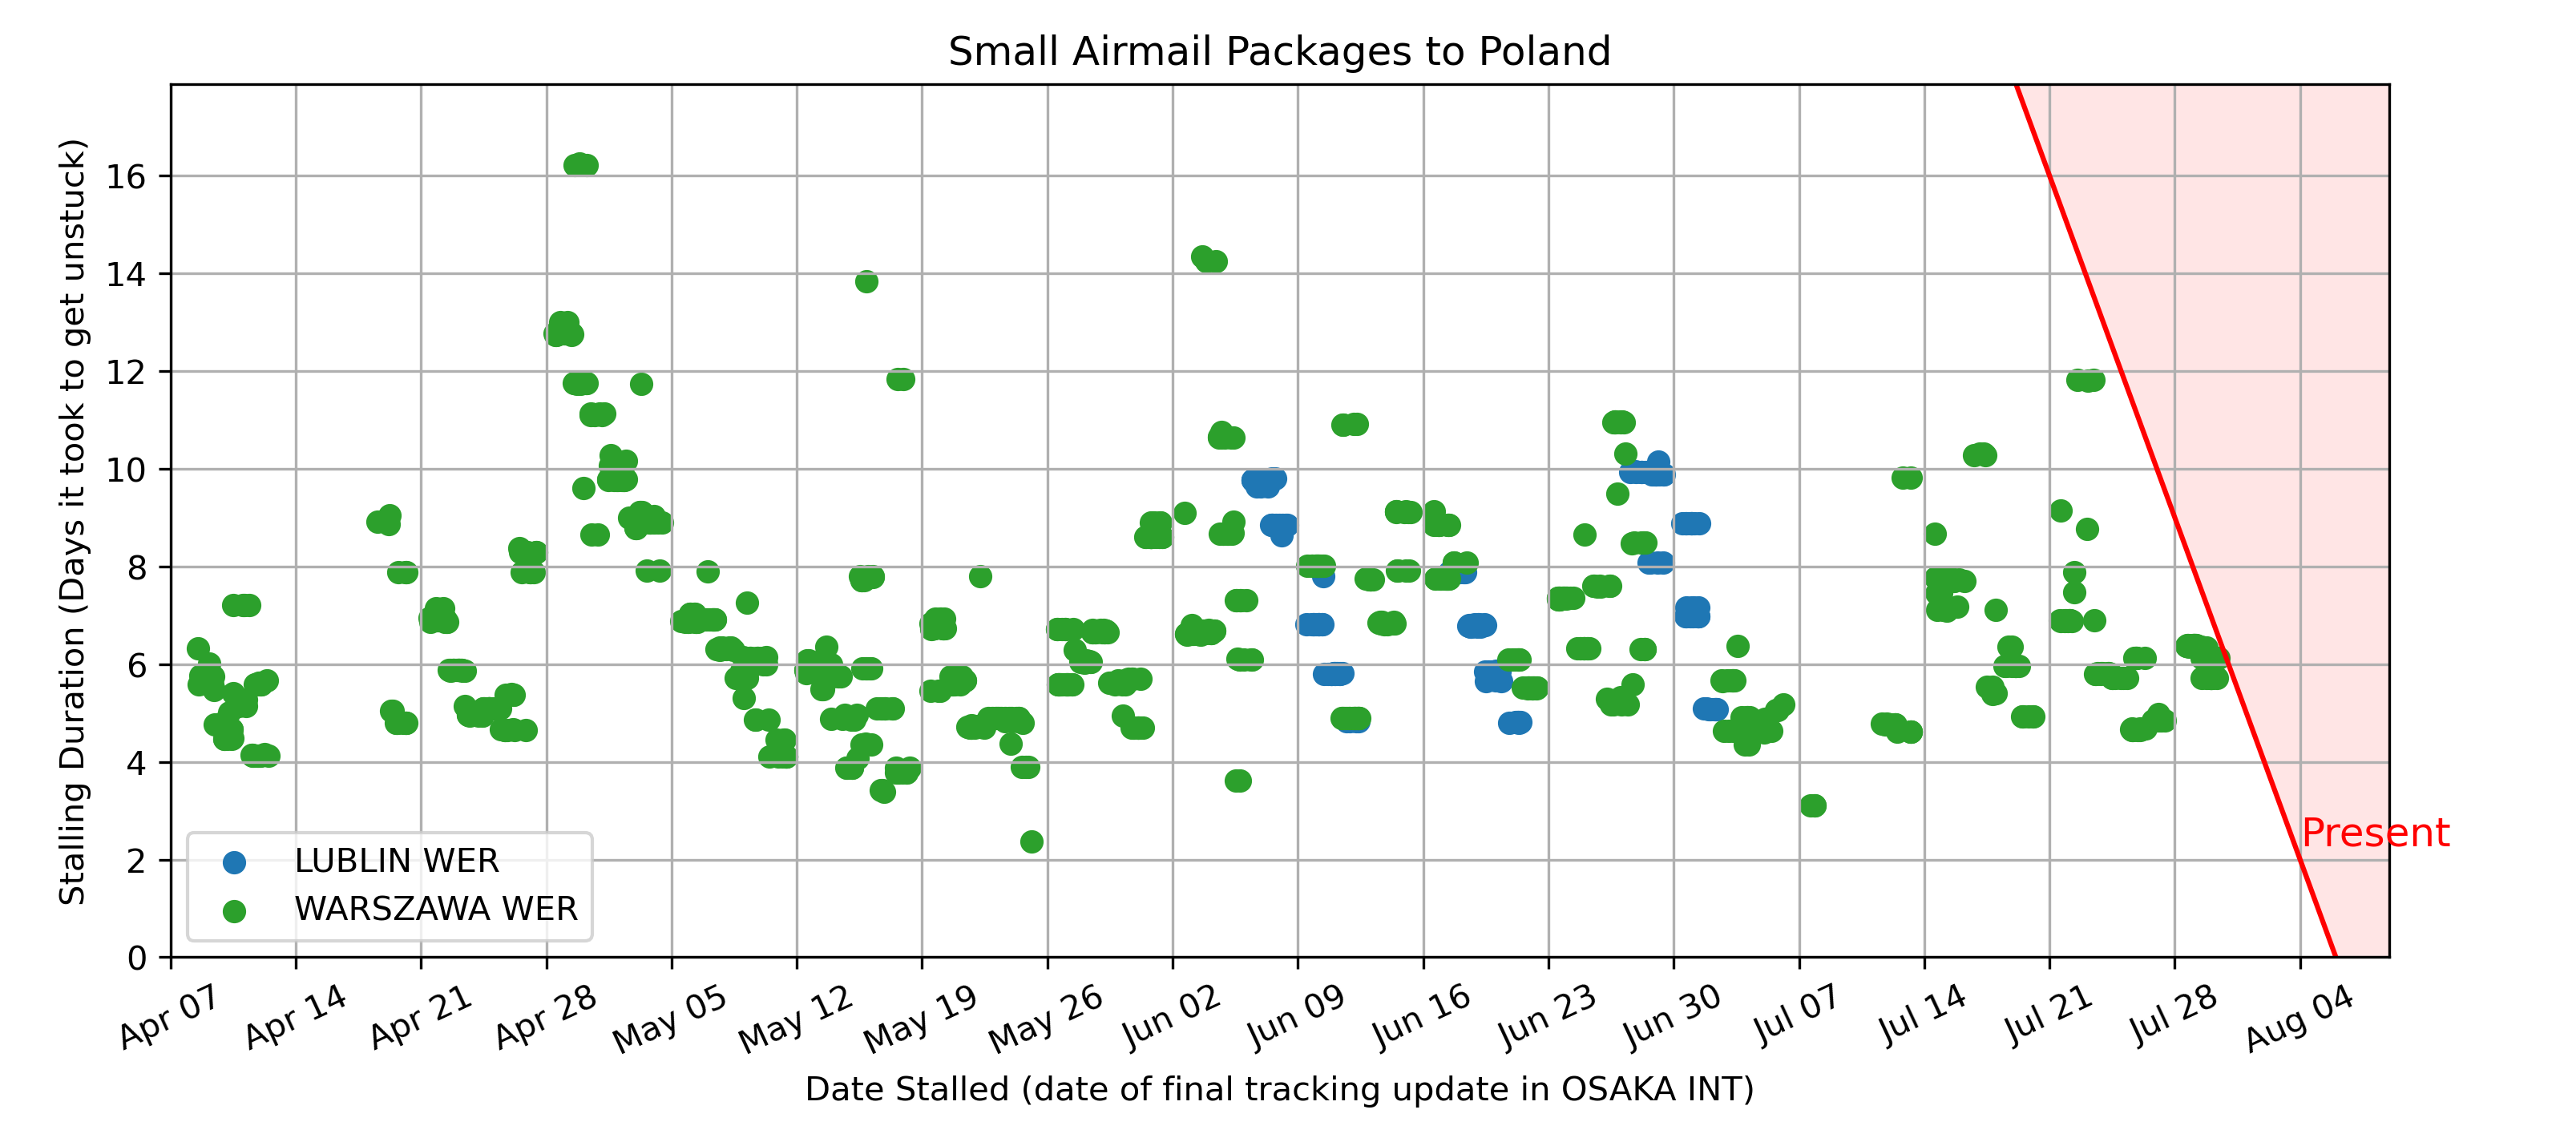 Small Airmail Packages to Poland
Stalling Duration (Days it took to get unstuck)
16
14
12
10
8
6
4
2
0
LUBLIN WER
WARSZAWA WER
Present
Apr 07
Apr 14
Apr 21
Apr 28
May 05
May 12
May 19
May 26
Jun 02
Jun 09
Jun 16
Jun 23
Jun 30
Jul 07
Jul 14
Jul 21
Jul 28
Aug 04
Date Stalled (date of final tracking update in OSAKA INT)